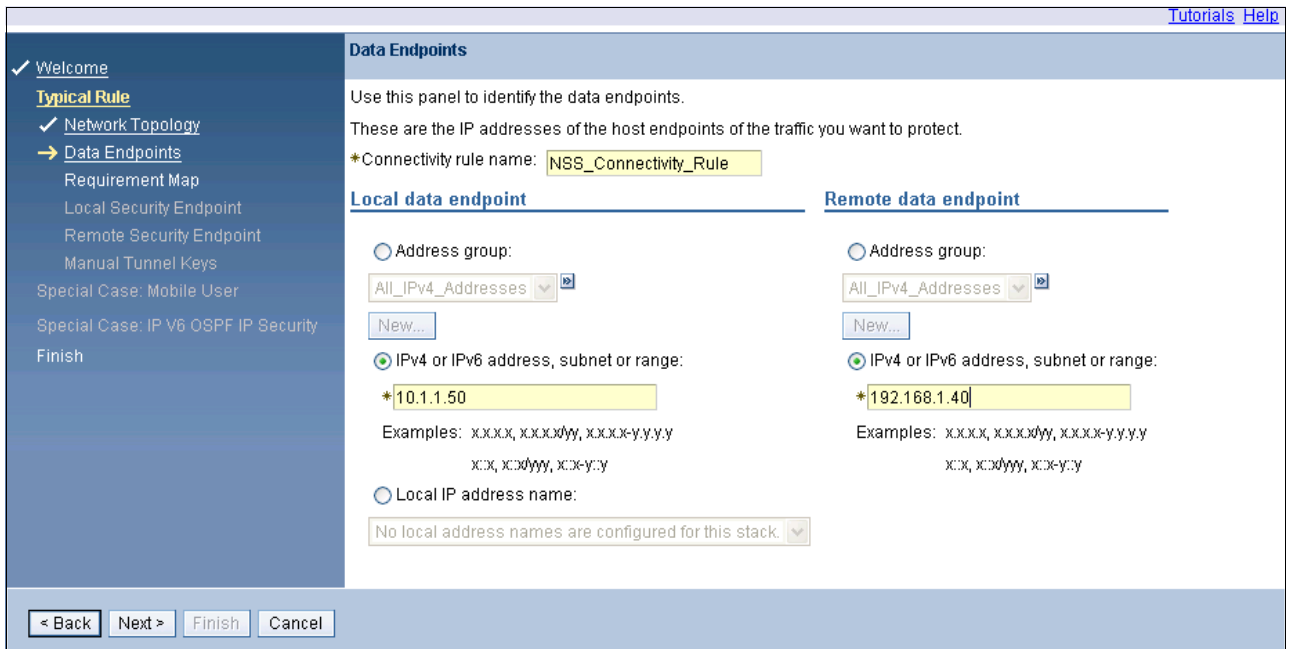 Tutorials Help
Welcome
Typical Rule
Network Topology
Data Endpoints
Requirement Map
Local Security Endpoint
Remote Security Endpoint
Manual Tunnel Keys
Special Case: Mobile User
Special Case: IP V6 OSPF IP Security
Finish
Data Endpoints
Use this panel to identify the data endpoints.
These are the IP addresses of the host endpoints of the traffic you want to protect.
*Connectivity rule name: NSS_Connectivity_Rule
Local data endpoint
Address group:
All_IPv4_Addresses
New...
IPv4 or IPv6 address, subnet or range:
*10.1.1.50
Examples: x.x.x.x, x.x.x.x/yy, x.x.x.x-y.y.y.y
x::x, x::x/yyy, x::x-y::y
Local IP address name:
No local address names are configured for this stack.
Remote data endpoint
Address group:
All_IPv4_Addresses
New...
IPv4 or IPv6 address, subnet or range:
*192.168.1.40
Examples: x.x.x.x, x.x.x.x/yy, x.x.x.x-y.y.y.y
x::x, x::x/yyy, x::x-y::y
< Back Next > Finish Cancel